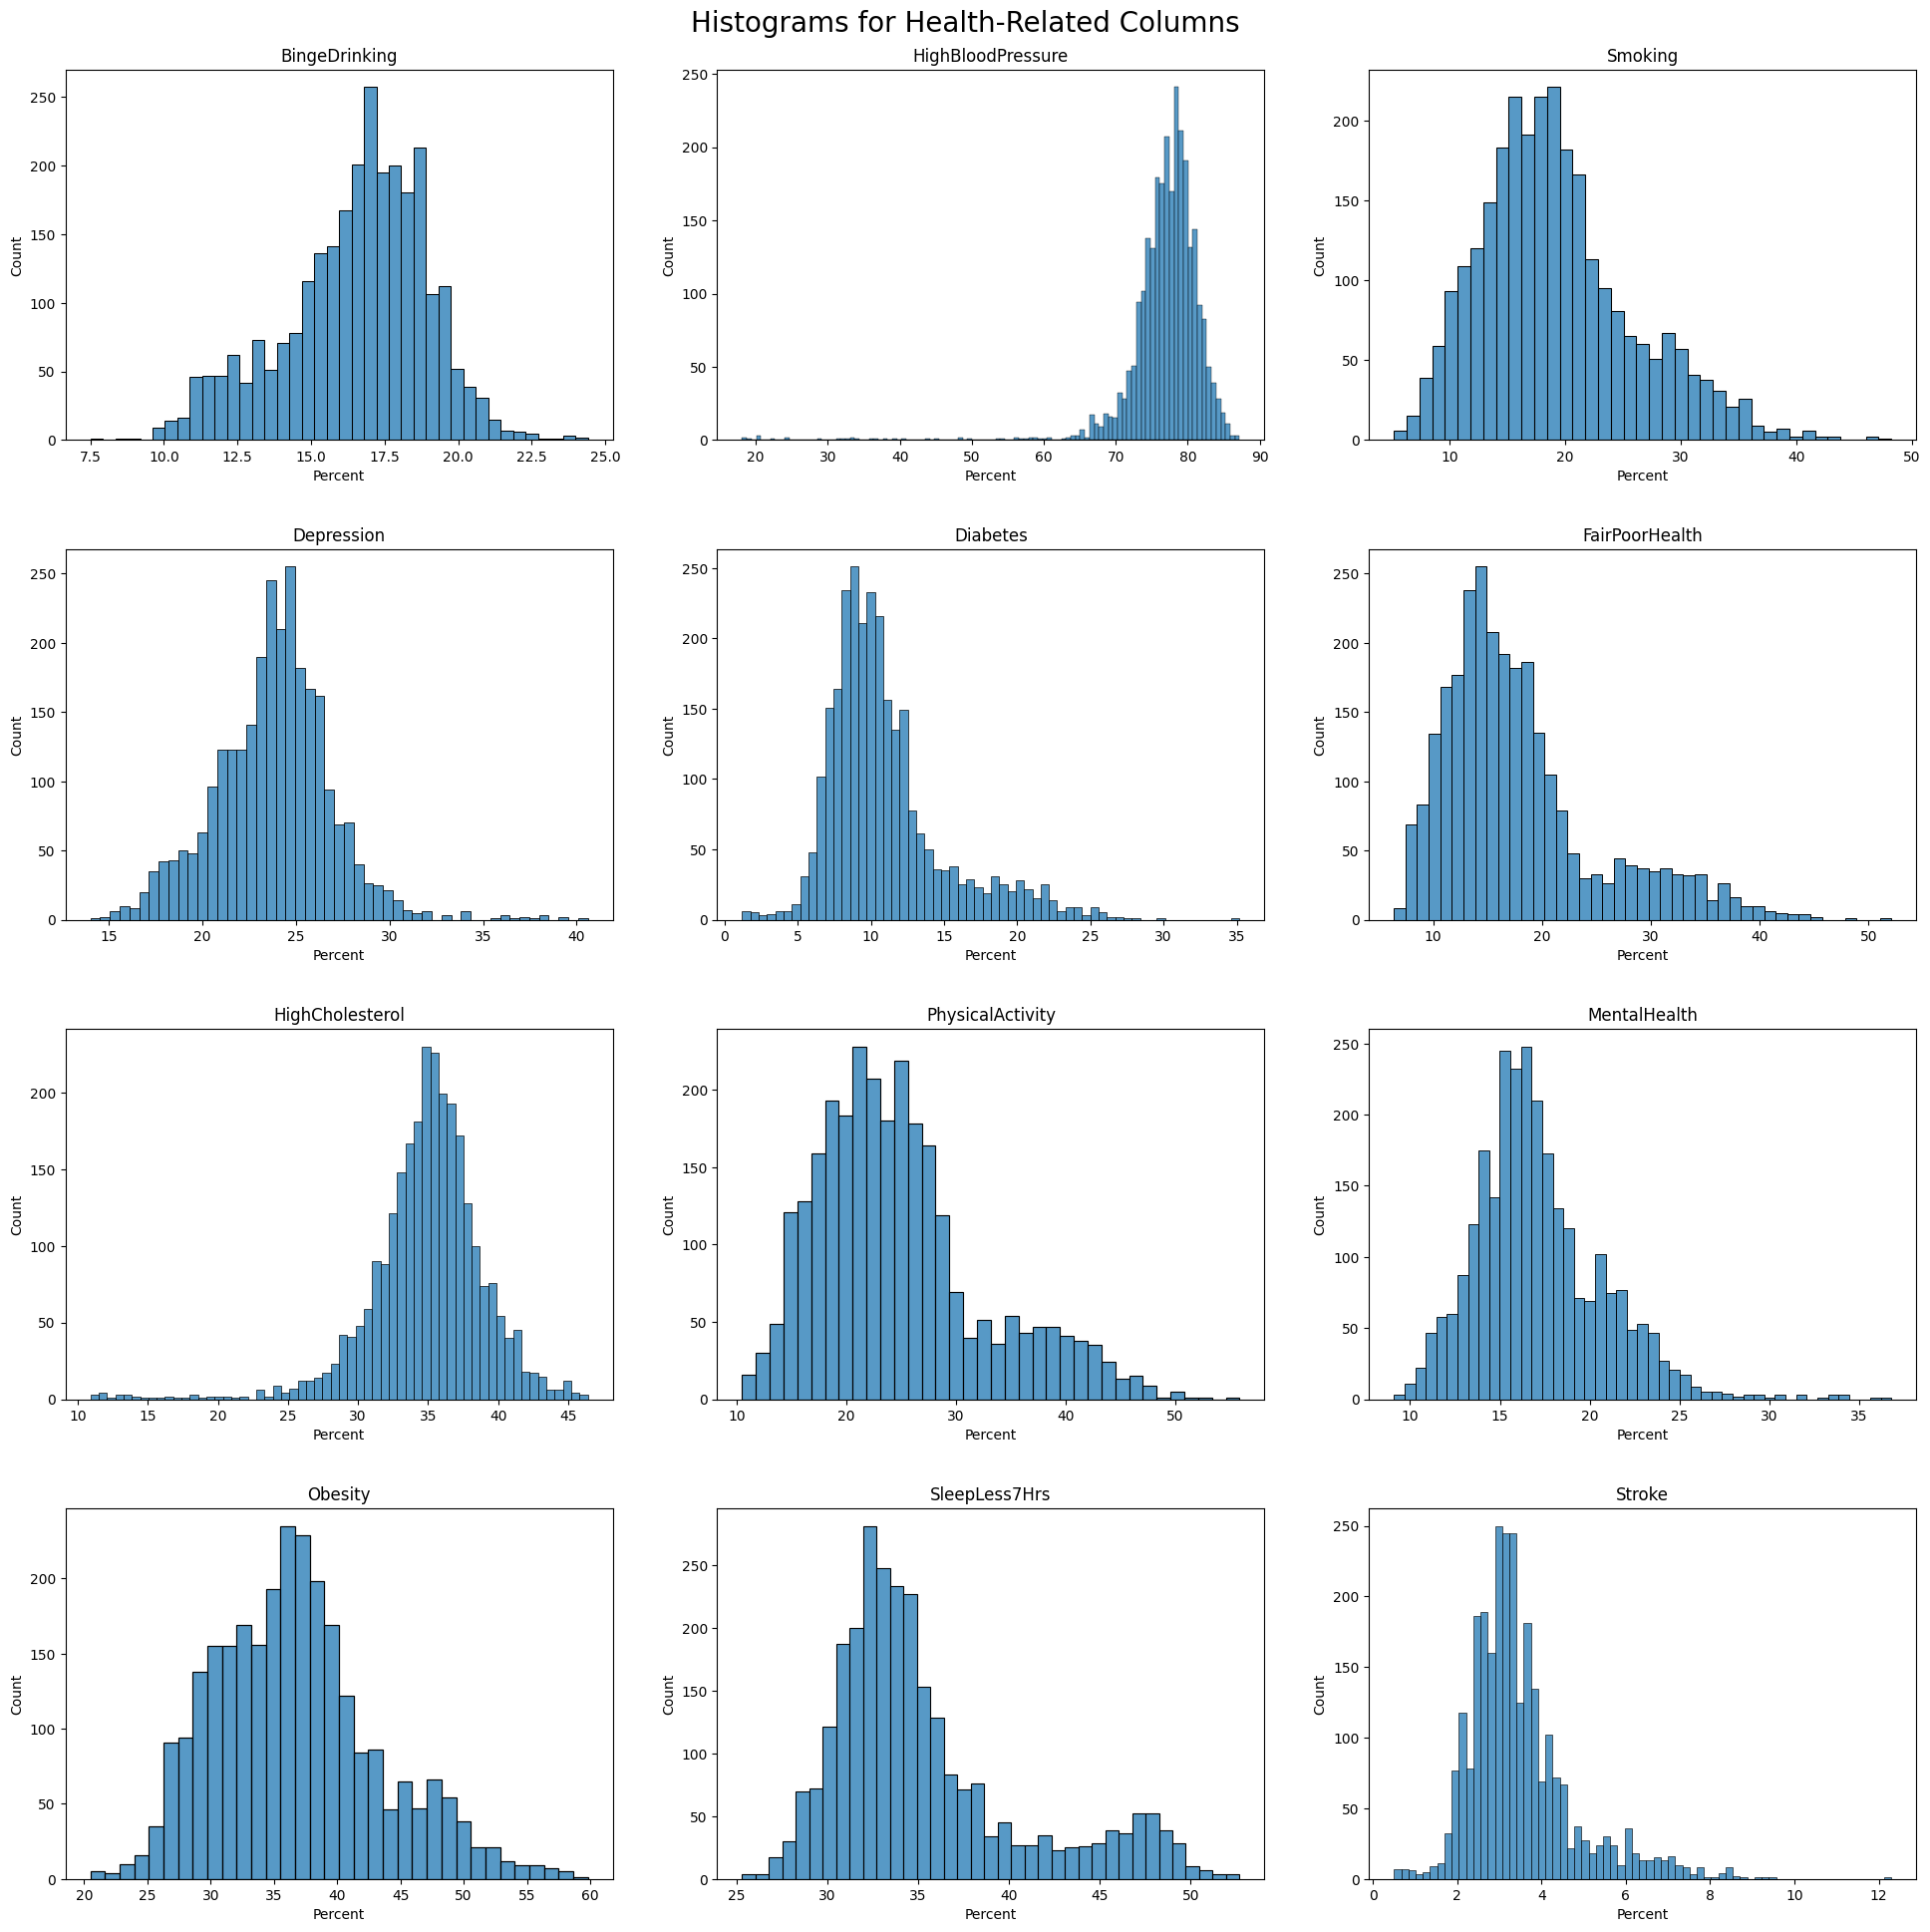 Histograms for Health-Related Columns
BingeDrinking
Count
250
200
150
100
50
0
7.5 10.0 12.5 15.0 17.5 20.0 22.5 25.0
Percent
HighBloodPressure
Count
250
200
150
100
50
0
20 30 40 50 60 70 80 90
Percent
Smoking
Count
200
150
100
50
0
10 20 30 40 50
Percent
Depression
Count
250
200
150
100
50
0
15 20 25 30 35 40
Percent
Diabetes
Count
250
200
150
100
50
0
0 5 10 15 20 25 30 35
Percent
FairPoorHealth
Count
250
200
150
100
50
0
10 20 30 40 50
Percent
HighCholesterol
Count
200
150
100
50
0
10 15 20 25 30 35 40 45
Percent
PhysicalActivity
Count
200
150
100
50
0
10 20 30 40 50
Percent
MentalHealth
Count
250
200
150
100
50
0
10 15 20 25 30 35
Percent
Obesity
Count
200
150
100
50
0
20 25 30 35 40 45 50 55 60
Percent
SleepLess7Hrs
Count
250
200
150
100
50
0
25 30 35 40 45 50
Percent
Stroke
Count
250
200
150
100
50
0
0 2 4 6 8 10 12
Percent